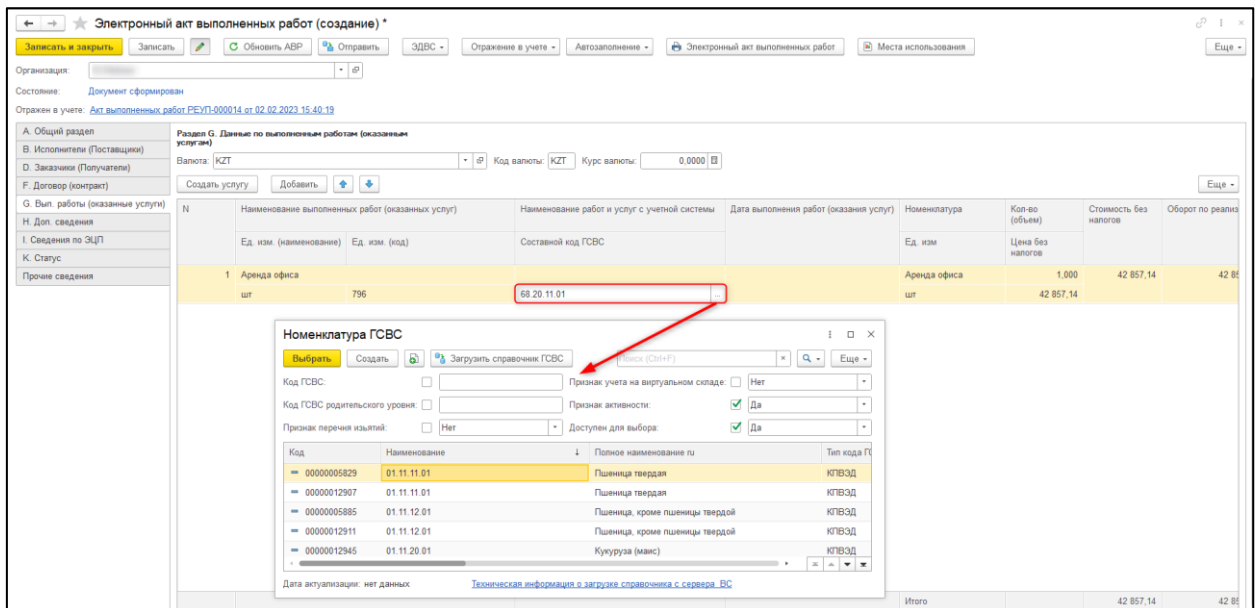 Электронный акт выполненных работ (создание) *
Записать и закрыть Записать Обновить АВР Отправить ЭДВС Отражение в учете Автозаполнение Электронный акт выполненных работ Места использования Еще
Организация:
Состояние: Документ сформирован
Отражен в учете: Акт выполненных работ РЕУП-000014 от 02.02.2023 15:40:19
A. Общий раздел
B. Исполнители (Поставщики)
D. Заказчики (Получатели)
F. Договор (контракт)
G. Вып. работы (оказанные услуги)
H. Доп. сведения
I. Сведения по ЭЦП
K. Статус
Прочие сведения
Раздел G. Данные по выполненным работам (оказанным
услугам)
Валюта: KZT Код валюты: KZT Курс валюты: 0,0000
Создать услугу Добавить Еще
N Наименование выполненных работ (оказанных услуг) Наименование работ и услуг с учетной системы Дата выполнения работ (оказания услуг) Номенклатура Кол-во (объем) Стоимость без налогов Оборот по реализ
Ед. изм. (наименование) Ед. изм. (код) Составной код ГСВС Ед. изм Цена без налогов
1 Аренда офиса Аренда офиса 1,000 42 857,14 42 85
шт 796 68.20.11.01 ... шт 42 857,14
Номенклатура ГСВС
Выбрать Создать Загрузить справочник ГСВС Поиск (Ctrl+F) × Еще
Код ГСВС: Признак учета на виртуальном складе: Нет
Код ГСВС родительского уровня: Признак активности: Да
Признак перечня изъятий: Нет Доступен для выбора: Да
Код Наименование ↓ Полное наименование ru Тип кода ГС
00000005829 01.11.11.01 Пшеница твердая КПВЭД
00000012907 01.11.11.01 Пшеница твердая КПВЭД
00000005885 01.11.12.01 Пшеница, кроме пшеницы твердой КПВЭД
00000012911 01.11.12.01 Пшеница, кроме пшеницы твердой КПВЭД
00000012945 01.11.20.01 Кукуруза (маис) КПВЭД
Дата актуализации: нет данных Техническая информация о загрузке справочника с сервера ВС
Итого 42 857,14 42 85